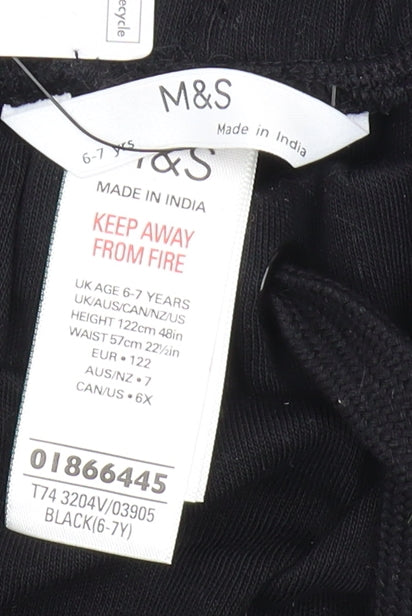 ecycle
M&S
6-7 yrs
Made in India
M&S
MADE IN INDIA
KEEP AWAY
FROM FIRE
UK AGE 6-7 YEARS
UK/AUS/CAN/NZ/US
HEIGHT 122cm 48in
WAIST 57cm 22½in
EUR • 122
AUS/NZ • 7
CAN/US • 6X
01866445
T74 3204V/03905
BLACK(6-7Y)